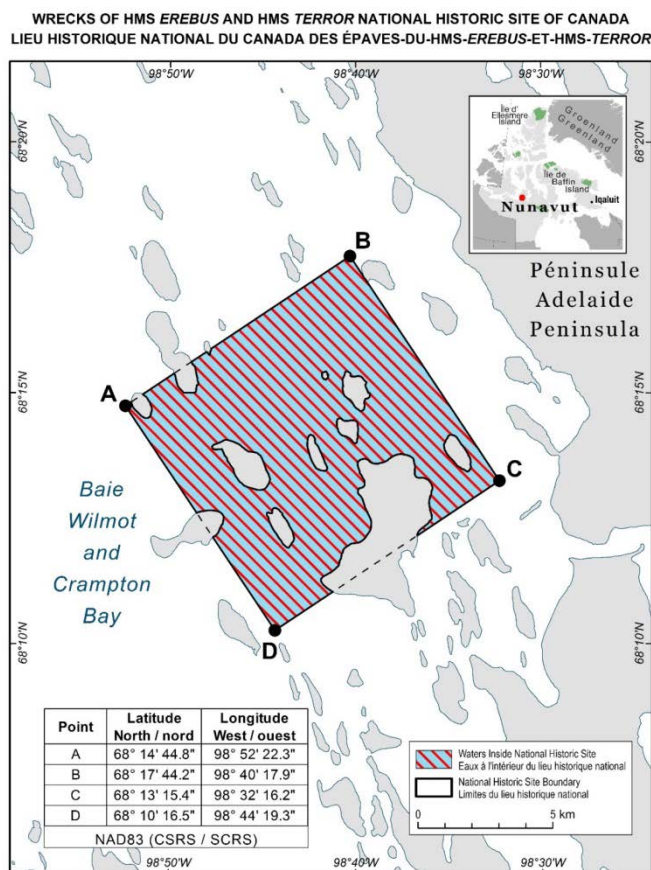 WRECKS OF HMS EREBUS AND HMS TERROR NATIONAL HISTORIC SITE OF CANADA
LIEU HISTORIQUE NATIONAL DU CANADA DES ÉPAVES-DU-HMS-EREBUS-ET-HMS-TERROR
98°50'W
98°40'W
98°30'W
68°20'N
68°20'N
Île d'
Ellesmere
Island
Groenland
Greenland
Île de
Baffin
Island
Iqaluit
Nunavut
B
Péninsule
Adelaide
Peninsula
68°15'N
68°15'N
A
C
Baie
Wilmot
and
Crampton
Bay
D
68°10'N
68°10'N
Point Latitude North / nord Longitude West / ouest
A 68° 14' 44.8" 98° 52' 22.3"
B 68° 17' 44.2" 98° 40' 17.9"
C 68° 13' 15.4" 98° 32' 16.2"
D 68° 10' 16.5" 98° 44' 19.3"
NAD83 (CSRS / SCRS)
Waters Inside National Historic Site
Eaux à l'intérieur du lieu historique national
National Historic Site Boundary
Limites du lieu historique national
0 5 km
98°50'W
98°40'W
98°30'W